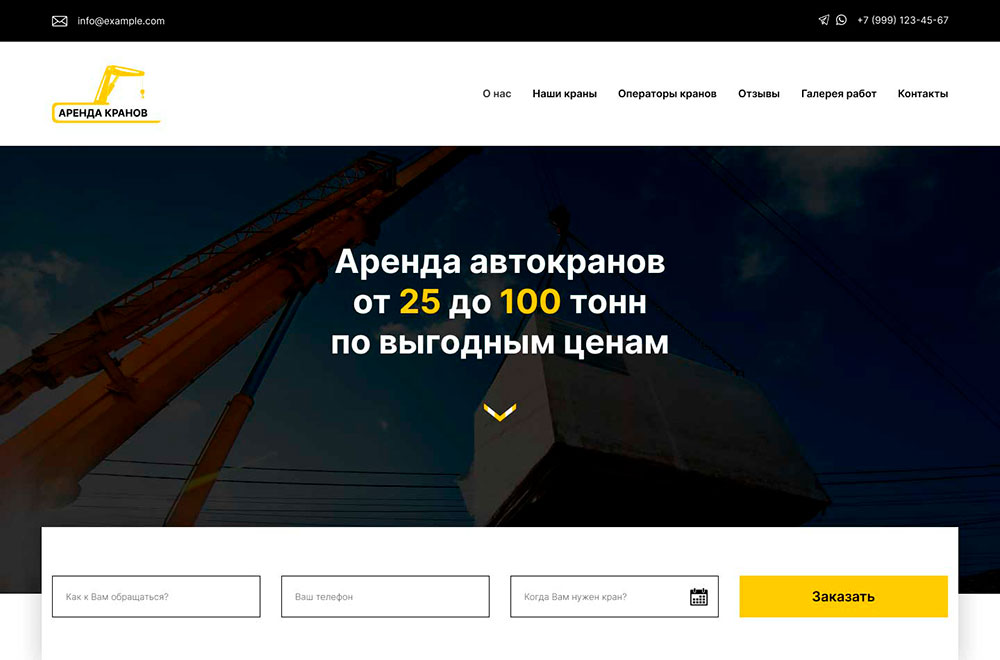 info@example.com
+7 (999) 123-45-67
АРЕНДА КРАНОВ
О нас
Наши краны
Операторы кранов
Отзывы
Галерея работ
Контакты
Аренда автокранов
от 25 до 100 тонн
по выгодным ценам
Как к Вам обращаться?
Ваш телефон
Когда Вам нужен кран?
Заказать